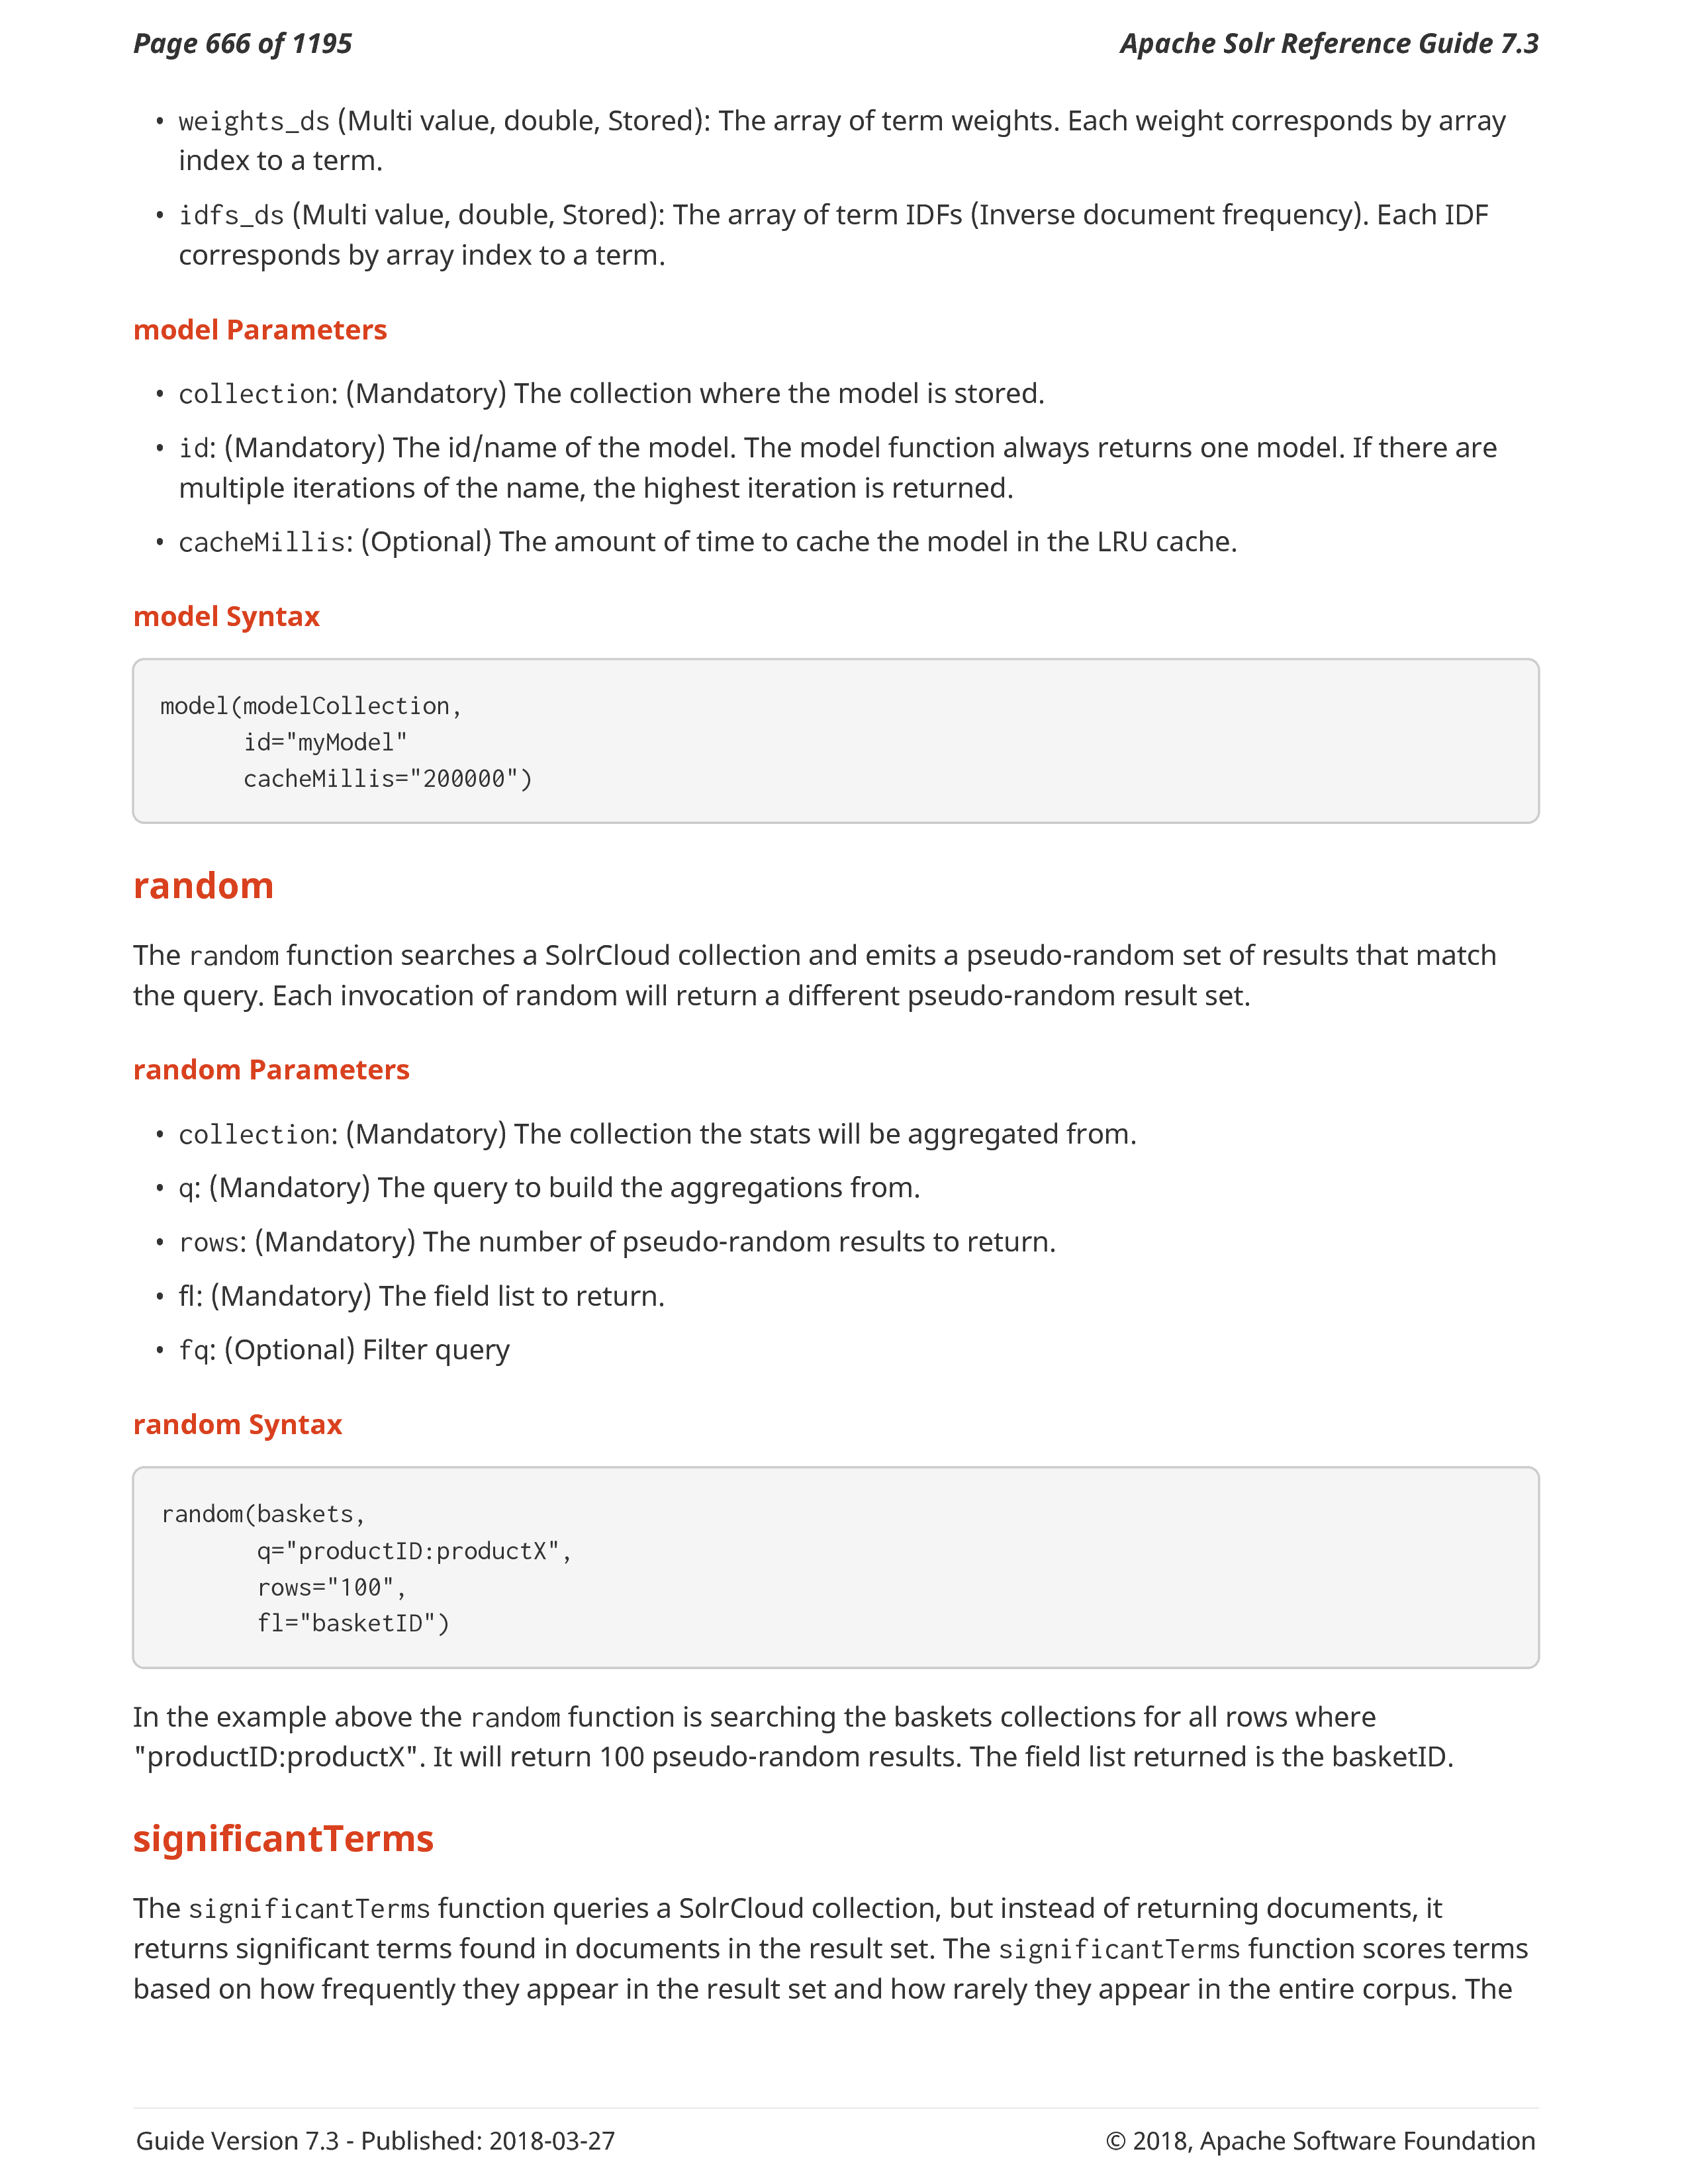 Page 666 of 1195 Apache Solr Reference Guide 7.3
• weights_ds (Multi value, double, Stored): The array of term weights. Each weight corresponds by array
index to a term.
• idfs_ds (Multi value, double, Stored): The array of term IDFs (Inverse document frequency). Each IDF
corresponds by array index to a term.
model Parameters
• collection: (Mandatory) The collection where the model is stored.
• id: (Mandatory) The id/name of the model. The model function always returns one model. If there are
multiple iterations of the name, the highest iteration is returned.
• cacheMillis: (Optional) The amount of time to cache the model in the LRU cache.
model Syntax
model(modelCollection,
      id="myModel"
      cacheMillis="200000")
random
The random function searches a SolrCloud collection and emits a pseudo-random set of results that match
the query. Each invocation of random will return a different pseudo-random result set.
random Parameters
• collection: (Mandatory) The collection the stats will be aggregated from.
• q: (Mandatory) The query to build the aggregations from.
• rows: (Mandatory) The number of pseudo-random results to return.
• fl: (Mandatory) The field list to return.
• fq: (Optional) Filter query
random Syntax
random(baskets,
       q="productID:productX",
       rows="100",
       fl="basketID")
In the example above the random function is searching the baskets collections for all rows where
"productID:productX". It will return 100 pseudo-random results. The field list returned is the basketID.
significantTerms
The significantTerms function queries a SolrCloud collection, but instead of returning documents, it
returns significant terms found in documents in the result set. The significantTerms function scores terms
based on how frequently they appear in the result set and how rarely they appear in the entire corpus. The
Guide Version 7.3 - Published: 2018-03-27 © 2018, Apache Software Foundation